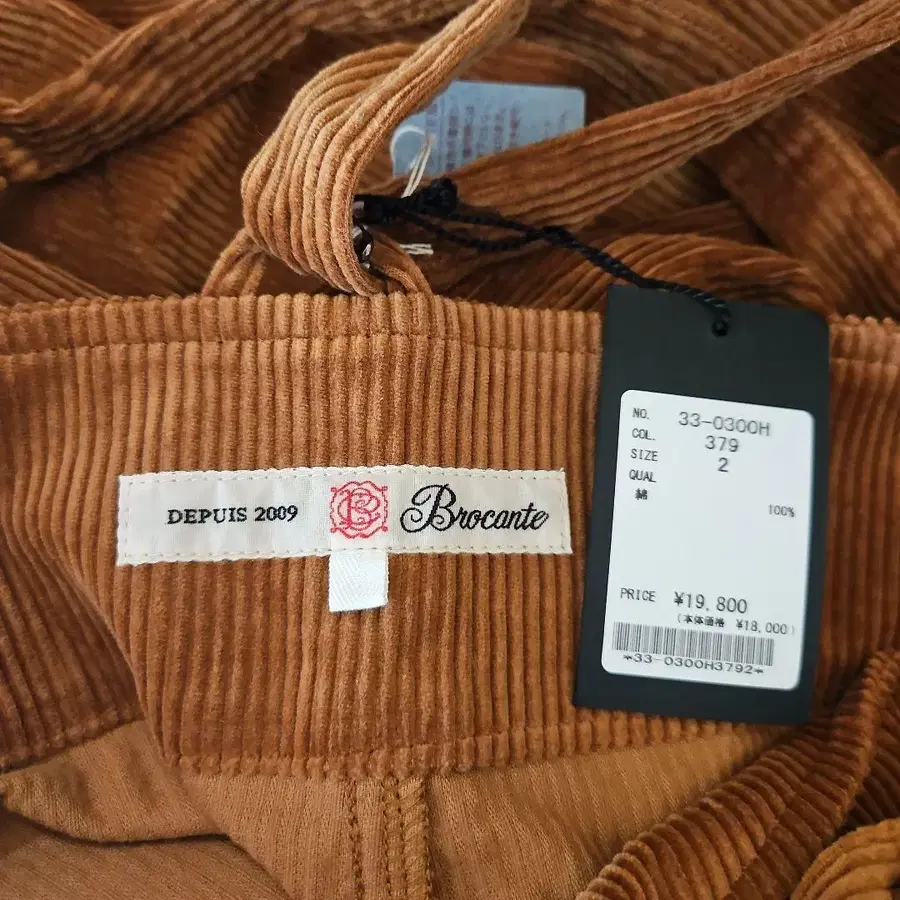 DEPUIS 2009 B Brocante
NO. 33-0300H
COL. 379
SIZE 2
QUAL
綿 100%
PRICE ¥19,800
(本体価格 ¥18,000)
*33-0300H3792*